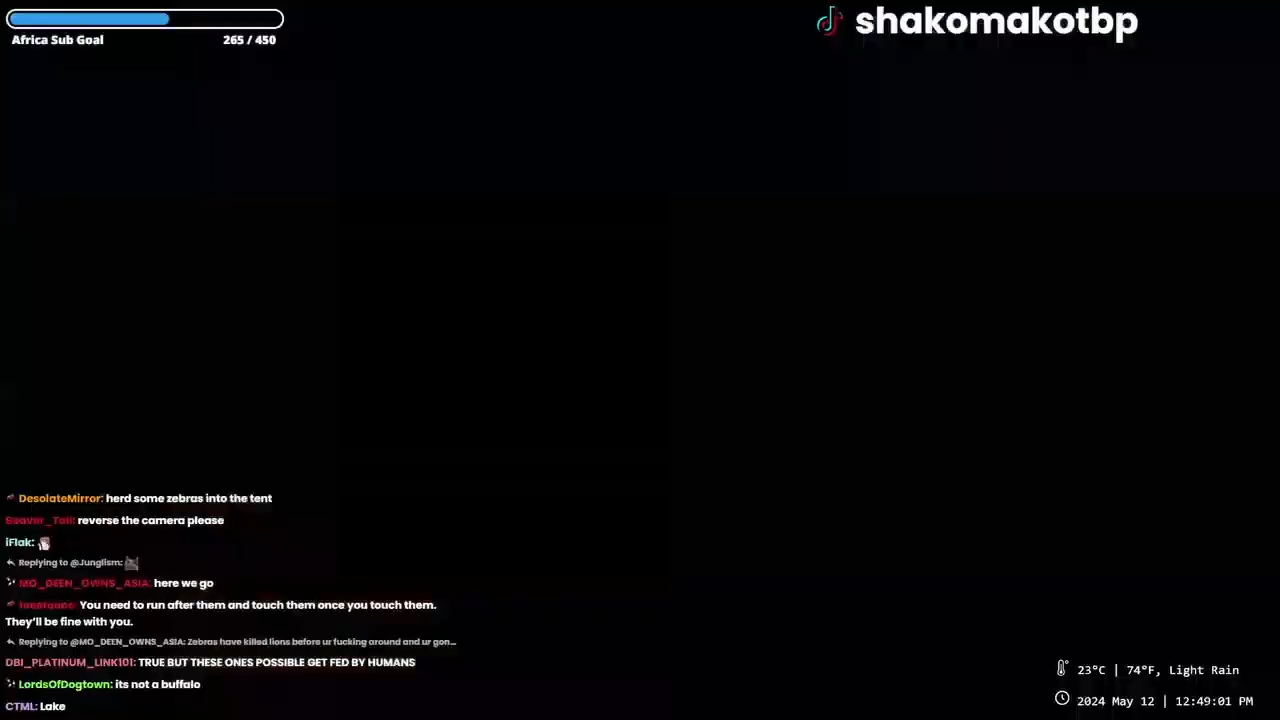 Africa Sub Goal 265 / 450
shakomakotbp
DesolateMirror: herd some zebras into the tent
Beaver_Tail: reverse the camera please
iFlak:
Replying to @Junglism:
MO_DEEN_OWNS_ASIA: here we go
You need to run after them and touch them once you touch them.
They'll be fine with you.
Replying to @MO_DEEN_OWNS_ASIA: Zebras have killed lions before ur fucking around and ur gon...
DBI_PLATINUM_LINK101: TRUE BUT THESE ONES POSSIBLE GET FED BY HUMANS
LordsOfDogtown: its not a buffalo
CTML: Lake
23°C | 74°F, Light Rain
2024 May 12 | 12:49:01 PM